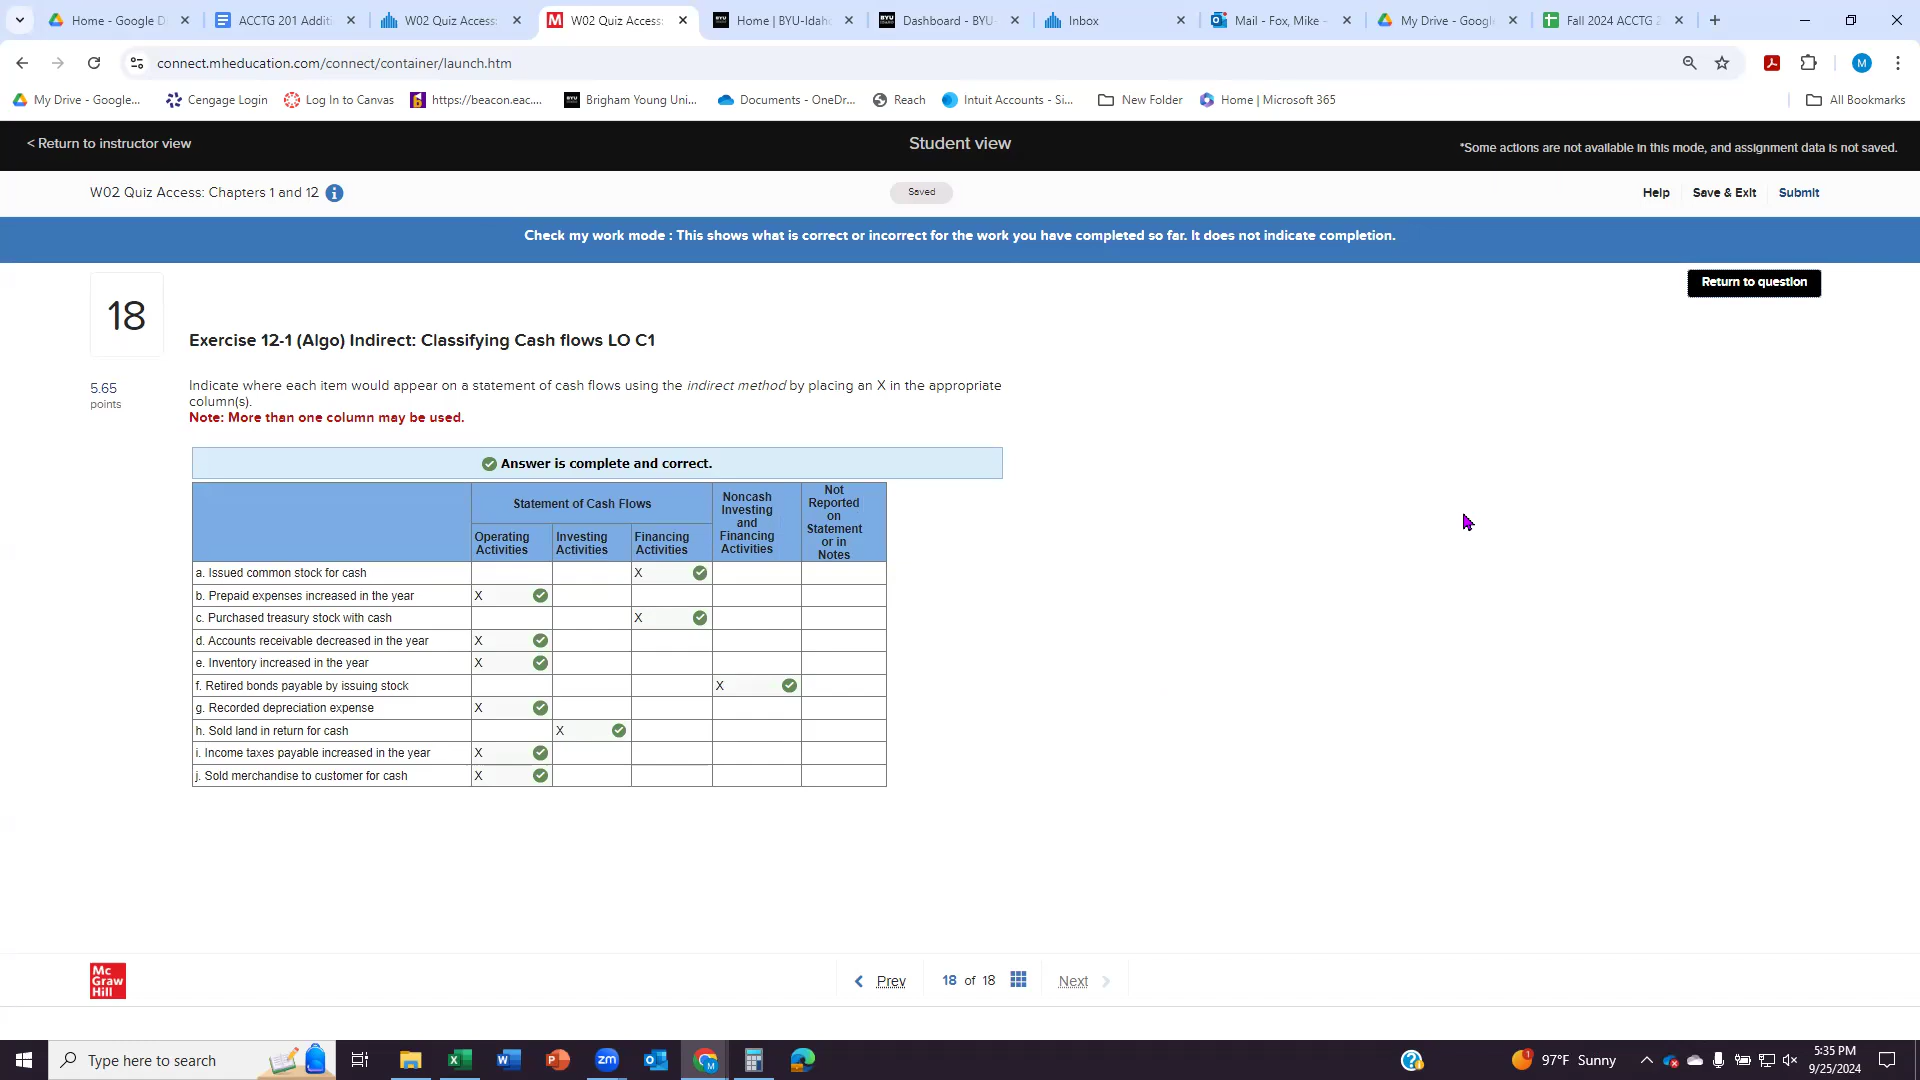 Home - Google D
ACCTG 201 Additi
W02 Quiz Access:
W02 Quiz Access:
Home | BYU-Idah
Dashboard - BYU-
Inbox
Mail - Fox, Mike -
My Drive - Google
Fall 2024 ACCTG 2
connect.mheducation.com/connect/container/launch.htm
M
My Drive - Google...
Cengage Login
Log In to Canvas
https://beacon.eac....
Brigham Young Uni...
Documents - OneDr...
Reach
Intuit Accounts - Si...
New Folder
Home | Microsoft 365
All Bookmarks
< Return to instructor view
Student view
*Some actions are not available in this mode, and assignment data is not saved.
W02 Quiz Access: Chapters 1 and 12
Saved
Help
Save & Exit
Submit
Check my work mode : This shows what is correct or incorrect for the work you have completed so far. It does not indicate completion.
18
Return to question
Exercise 12-1 (Algo) Indirect: Classifying Cash flows LO C1
5.65
points
Indicate where each item would appear on a statement of cash flows using the indirect method by placing an X in the appropriate
column(s).
Note: More than one column may be used.
Answer is complete and correct.
Statement of Cash Flows
Noncash
Investing
and
Financing
Activities
Not
Reported
on
Statement
or in
Notes
Operating
Activities
Investing
Activities
Financing
Activities
a. Issued common stock for cash X
b. Prepaid expenses increased in the year X
c. Purchased treasury stock with cash X
d. Accounts receivable decreased in the year X
e. Inventory increased in the year X
f. Retired bonds payable by issuing stock X
g. Recorded depreciation expense X
h. Sold land in return for cash X
i. Income taxes payable increased in the year X
j. Sold merchandise to customer for cash X
Mc
Graw
Hill
Prev
18 of 18
Next
Type here to search
97°F Sunny
5:35 PM
9/25/2024